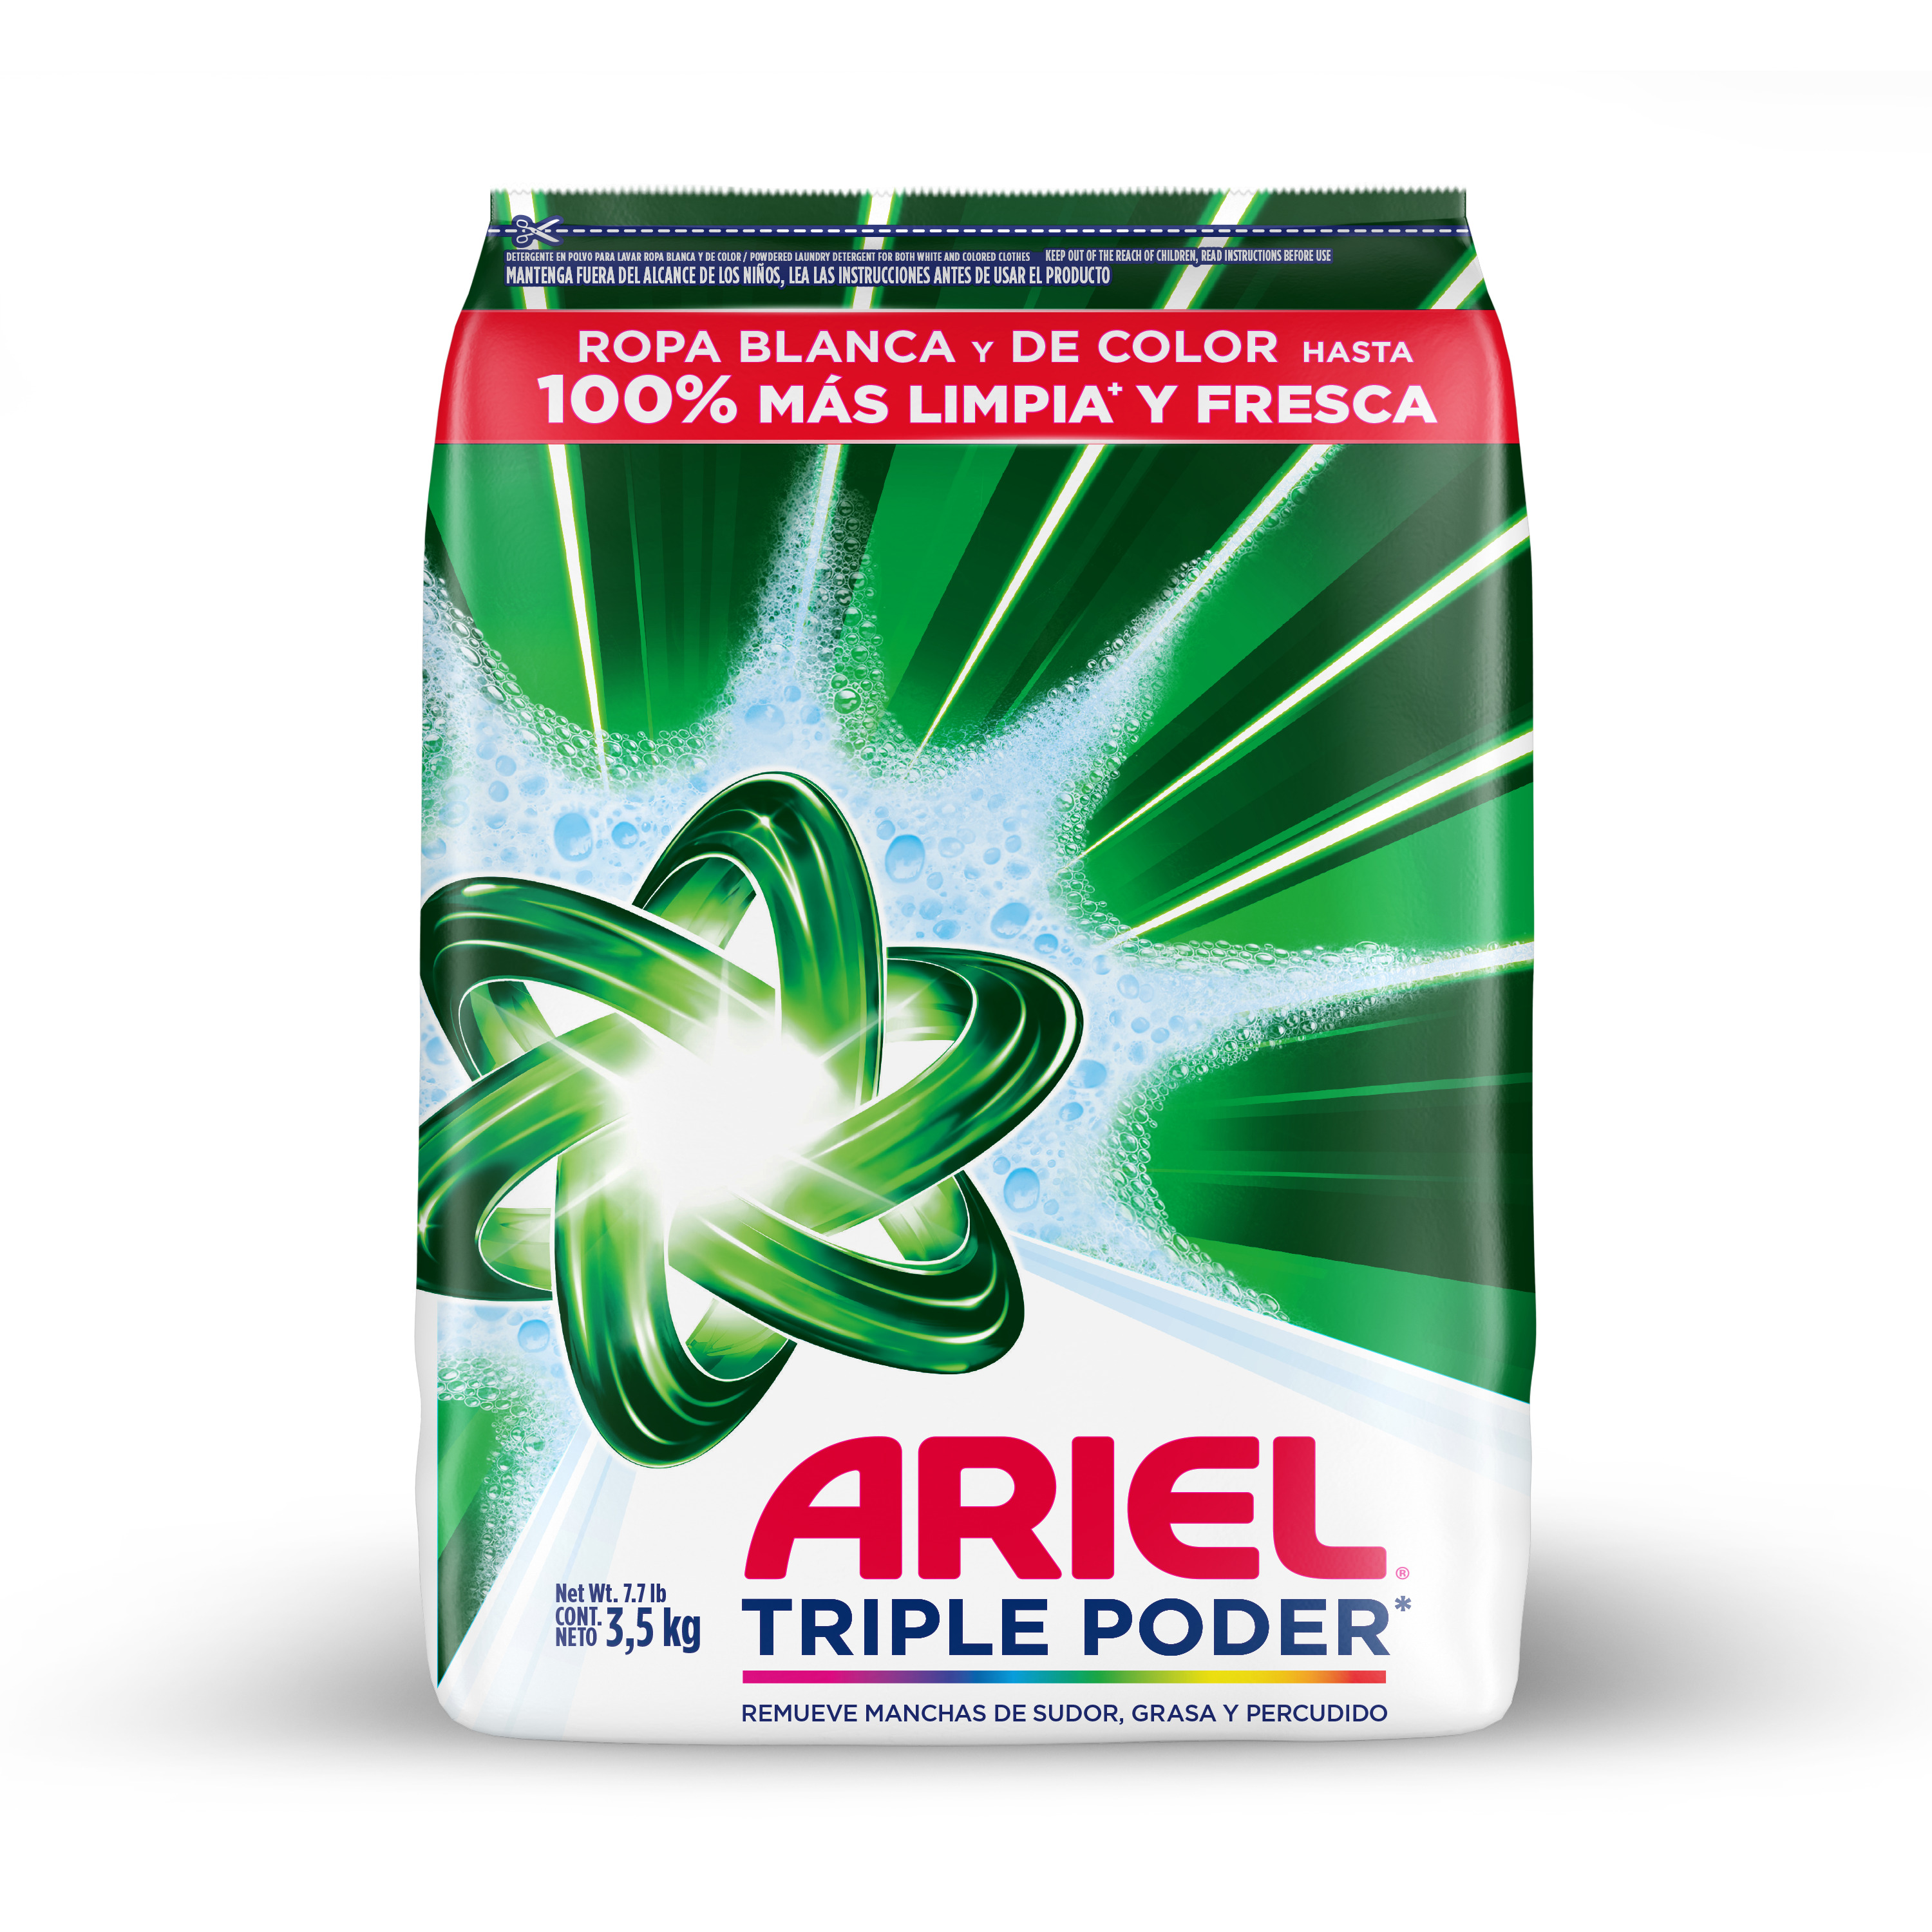 DETERGENTE EN POLVO PARA LAVAR ROPA BLANCA Y DE COLOR / POWDERED LAUNDRY DETERGENT FOR BOTH WHITE AND COLORED CLOTHES KEEP OUT OF THE REACH OF CHILDREN, READ INSTRUCTIONS BEFORE USE
MANTENGA FUERA DEL ALCANCE DE LOS NIÑOS, LEA LAS INSTRUCCIONES ANTES DE USAR EL PRODUCTO
ROPA BLANCA Y DE COLOR HASTA
100% MÁS LIMPIA+ Y FRESCA
ARIEL®
TRIPLE PODER*
Net Wt. 7.7 lb
CONT. NETO 3,5 kg
REMUEVE MANCHAS DE SUDOR, GRASA Y PERCUDIDO